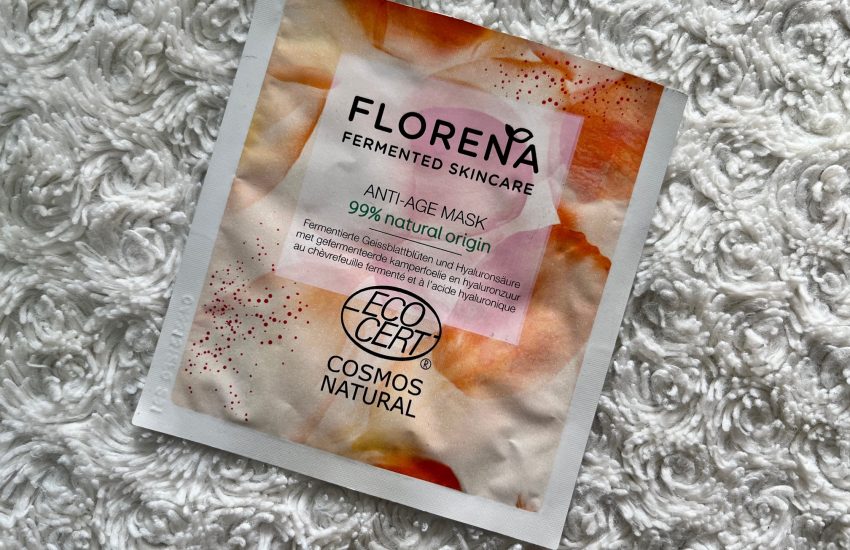 FLORENA
FERMENTED SKINCARE
ANTI-AGE MASK
99% natural origin
Fermentierte Geissblattblüten und Hyaluronsäure
met gefermenteerde kamperfoelie en hyaluronzuur
au chèvrefeuille fermenté et à l'acide hyaluronique
ECO
CERT
®
COSMOS
NATURAL